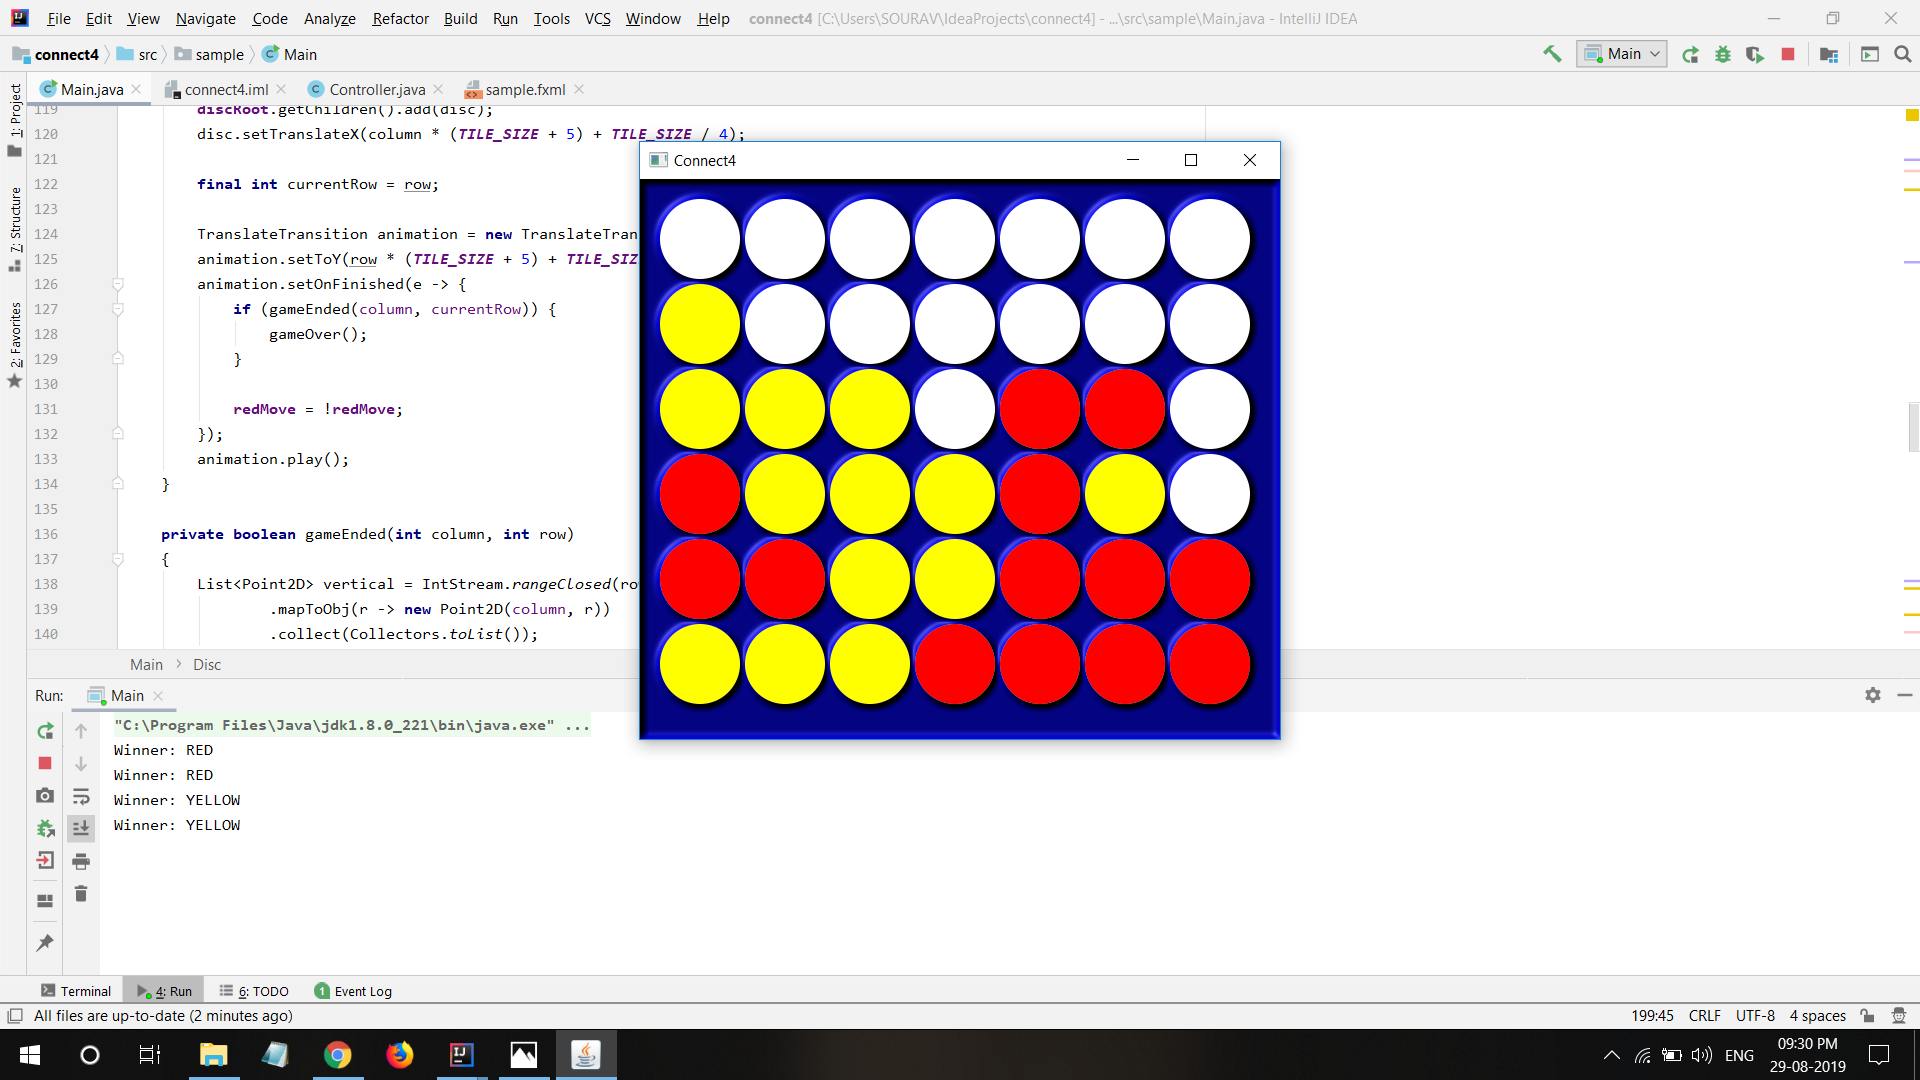 File Edit View Navigate Code Analyze Refactor Build Run Tools VCS Window Help connect4 [C:\Users\SOURAV\IdeaProjects\connect4] - ...\src\sample\Main.java - IntelliJ IDEA
connect4 src sample Main Main
Main.java connect4.iml Controller.java sample.fxml
1: Project
7: Structure
2: Favorites
119 discRoot.getChildren().add(disc);
120 disc.setTranslateX(column * (TILE_SIZE + 5) + TILE_SIZE / 4);
121
122 final int currentRow = row;
123
124 TranslateTransition animation = new TranslateTran
125 animation.setToY(row * (TILE_SIZE + 5) + TILE_SIZ
126 animation.setOnFinished(e -> {
127 if (gameEnded(column, currentRow)) {
128 gameOver();
129 }
130
131 redMove = !redMove;
132 });
133 animation.play();
134 }
135
136 private boolean gameEnded(int column, int row)
137 {
138 List<Point2D> vertical = IntStream.rangeClosed(ro
139 .mapToObj(r -> new Point2D(column, r))
140 .collect(Collectors.toList());
Connect4
Main Disc
Run: Main
"C:\Program Files\Java\jdk1.8.0_221\bin\java.exe" ...
Winner: RED
Winner: RED
Winner: YELLOW
Winner: YELLOW
Terminal 4: Run 6: TODO 1 Event Log
All files are up-to-date (2 minutes ago) 199:45 CRLF UTF-8 4 spaces
ENG 09:30 PM
29-08-2019